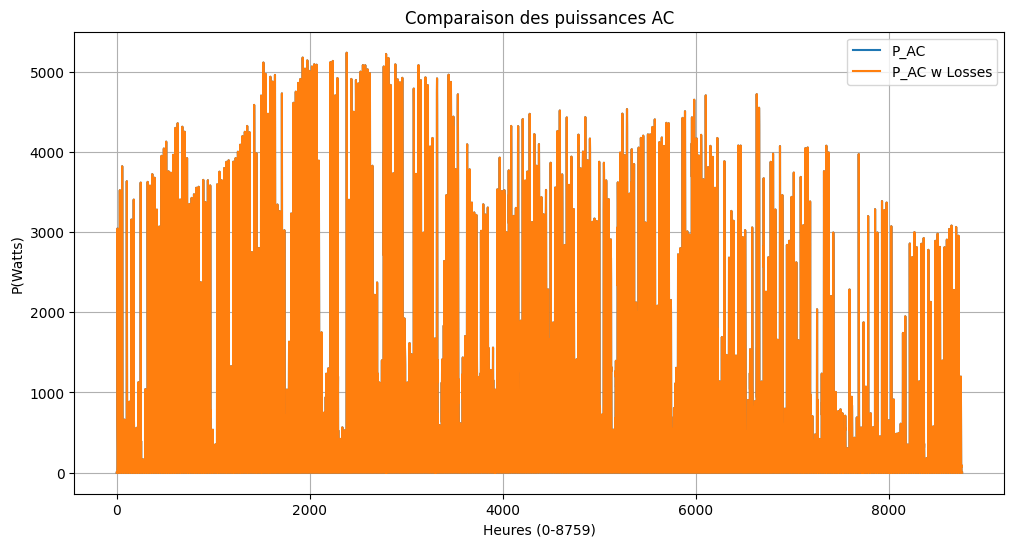 Comparaison des puissances AC
P_AC
P_AC w Losses
P(Watts)
5000
4000
3000
2000
1000
0
0 2000 4000 6000 8000
Heures (0-8759)